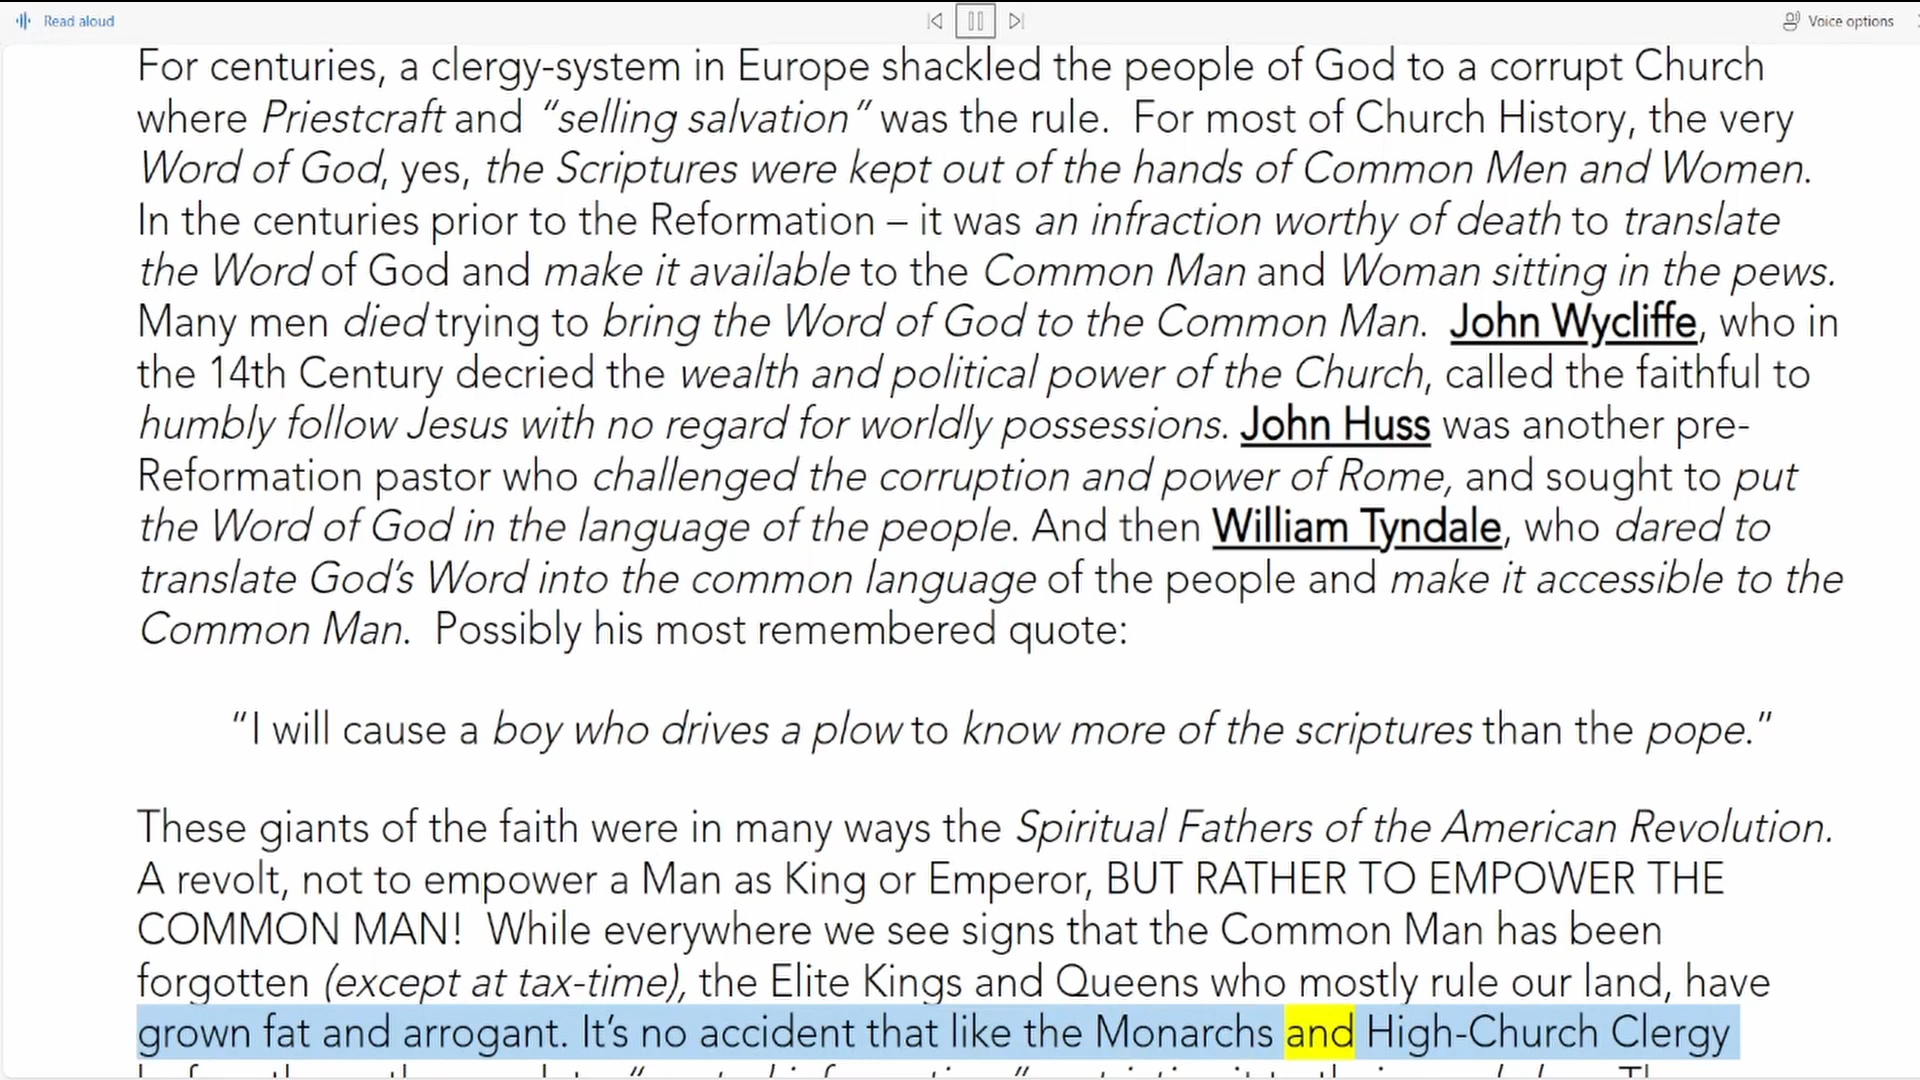 Read aloud
Voice options
For centuries, a clergy-system in Europe shackled the people of God to a corrupt Church
where Priestcraft and “selling salvation” was the rule.  For most of Church History, the very
Word of God, yes, the Scriptures were kept out of the hands of Common Men and Women.
In the centuries prior to the Reformation – it was an infraction worthy of death to translate
the Word of God and make it available to the Common Man and Woman sitting in the pews.
Many men died trying to bring the Word of God to the Common Man.  John Wycliffe, who in
the 14th Century decried the wealth and political power of the Church, called the faithful to
humbly follow Jesus with no regard for worldly possessions. John Huss was another pre-
Reformation pastor who challenged the corruption and power of Rome, and sought to put
the Word of God in the language of the people. And then William Tyndale, who dared to
translate God’s Word into the common language of the people and make it accessible to the
Common Man.  Possibly his most remembered quote:
“I will cause a boy who drives a plow to know more of the scriptures than the pope.”
These giants of the faith were in many ways the Spiritual Fathers of the American Revolution.
A revolt, not to empower a Man as King or Emperor, BUT RATHER TO EMPOWER THE
COMMON MAN!  While everywhere we see signs that the Common Man has been
forgotten (except at tax-time), the Elite Kings and Queens who mostly rule our land, have
grown fat and arrogant. It’s no accident that like the Monarchs and High-Church Clergy